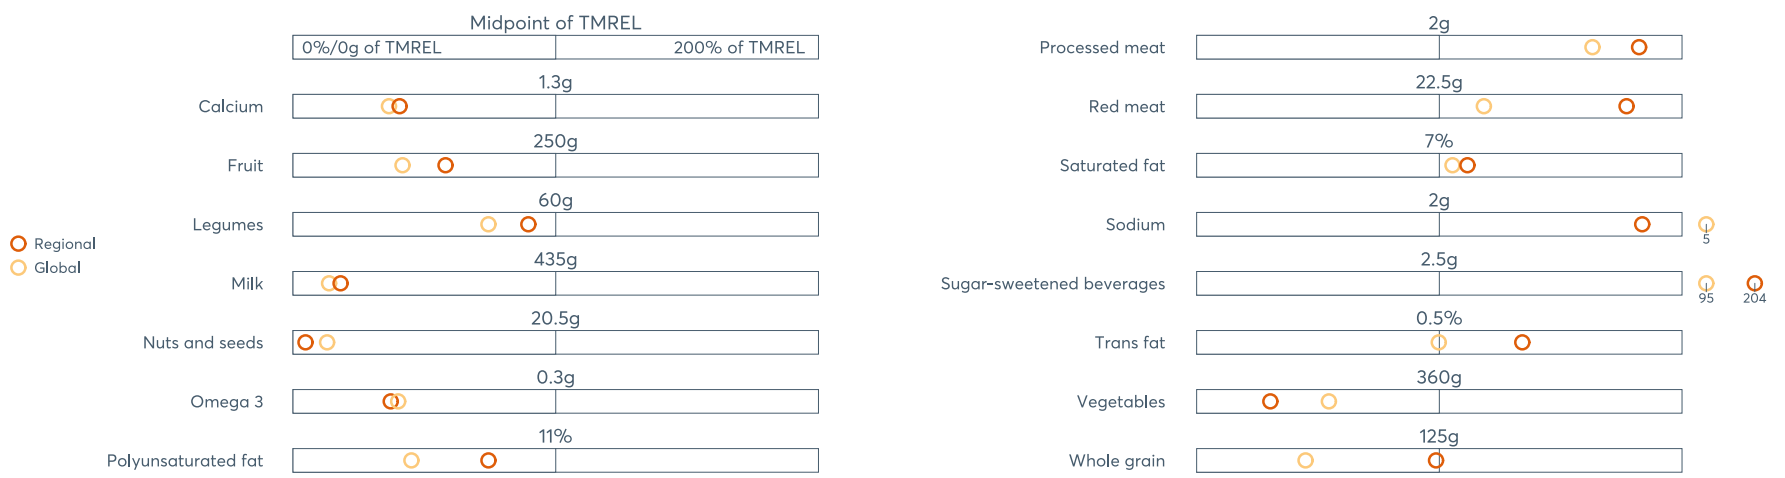 Midpoint of TMREL
0%/0g of TMREL 200% of TMREL
Calcium 1.3g
Fruit 250g
Legumes 60g
Milk 435g
Nuts and seeds 20.5g
Omega 3 0.3g
Polyunsaturated fat 11%
Regional
Global
Processed meat 2g
Red meat 22.5g
Saturated fat 7%
Sodium 2g
5
Sugar-sweetened beverages 2.5g
95 204
Trans fat 0.5%
Vegetables 360g
Whole grain 125g